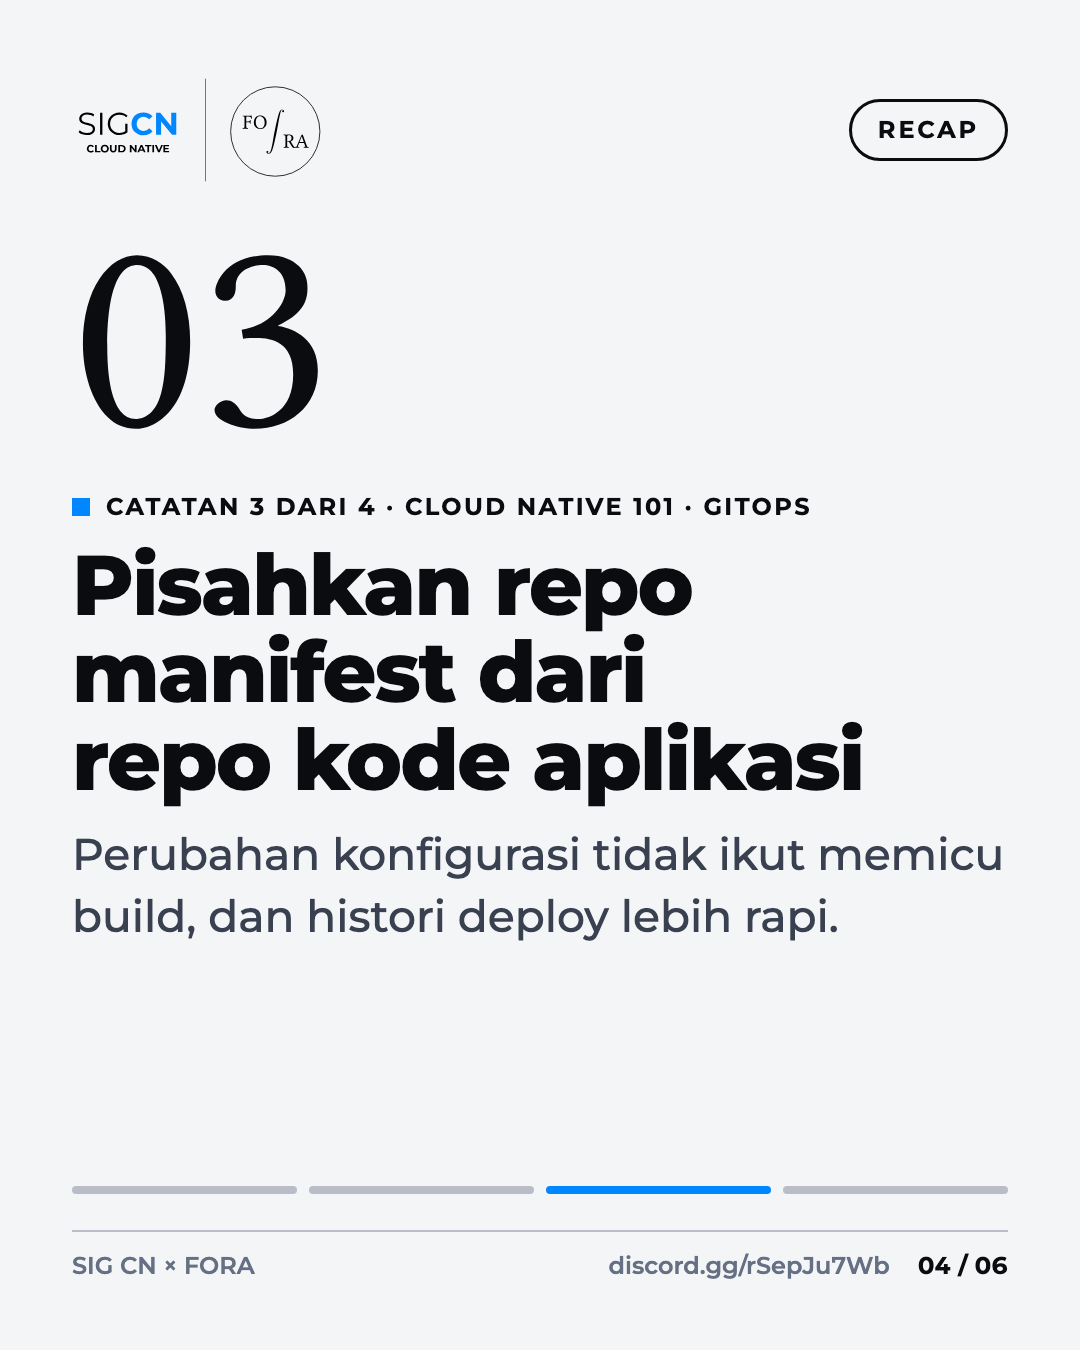 SIGCN
CLOUD NATIVE
FO
RA
RECAP
03
CATATAN 3 DARI 4 · CLOUD NATIVE 101 · GITOPS
Pisahkan repo
manifest dari
repo kode aplikasi
Perubahan konfigurasi tidak ikut memicu
build, dan histori deploy lebih rapi.
SIG CN × FORA
discord.gg/rSepJu7Wb
04 / 06